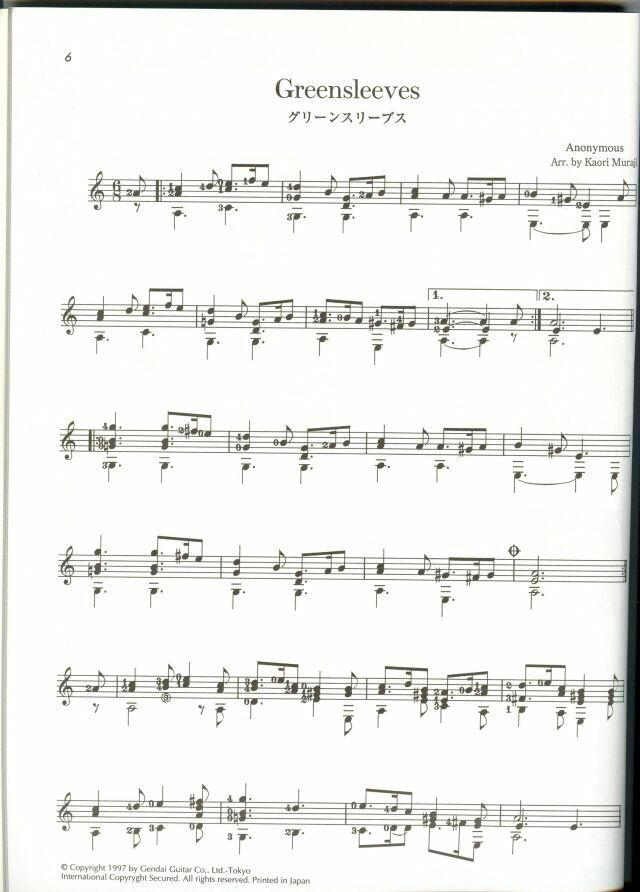 6
Greensleeves
グリーンスリーブス
Anonymous
Arr. by Kaori Muraji
1.
2.
© Copyright 1997 by Gendai Guitar Co,. Ltd.-Tokyo
International Copyryght Secured. All rights reserved. Printed in Japan